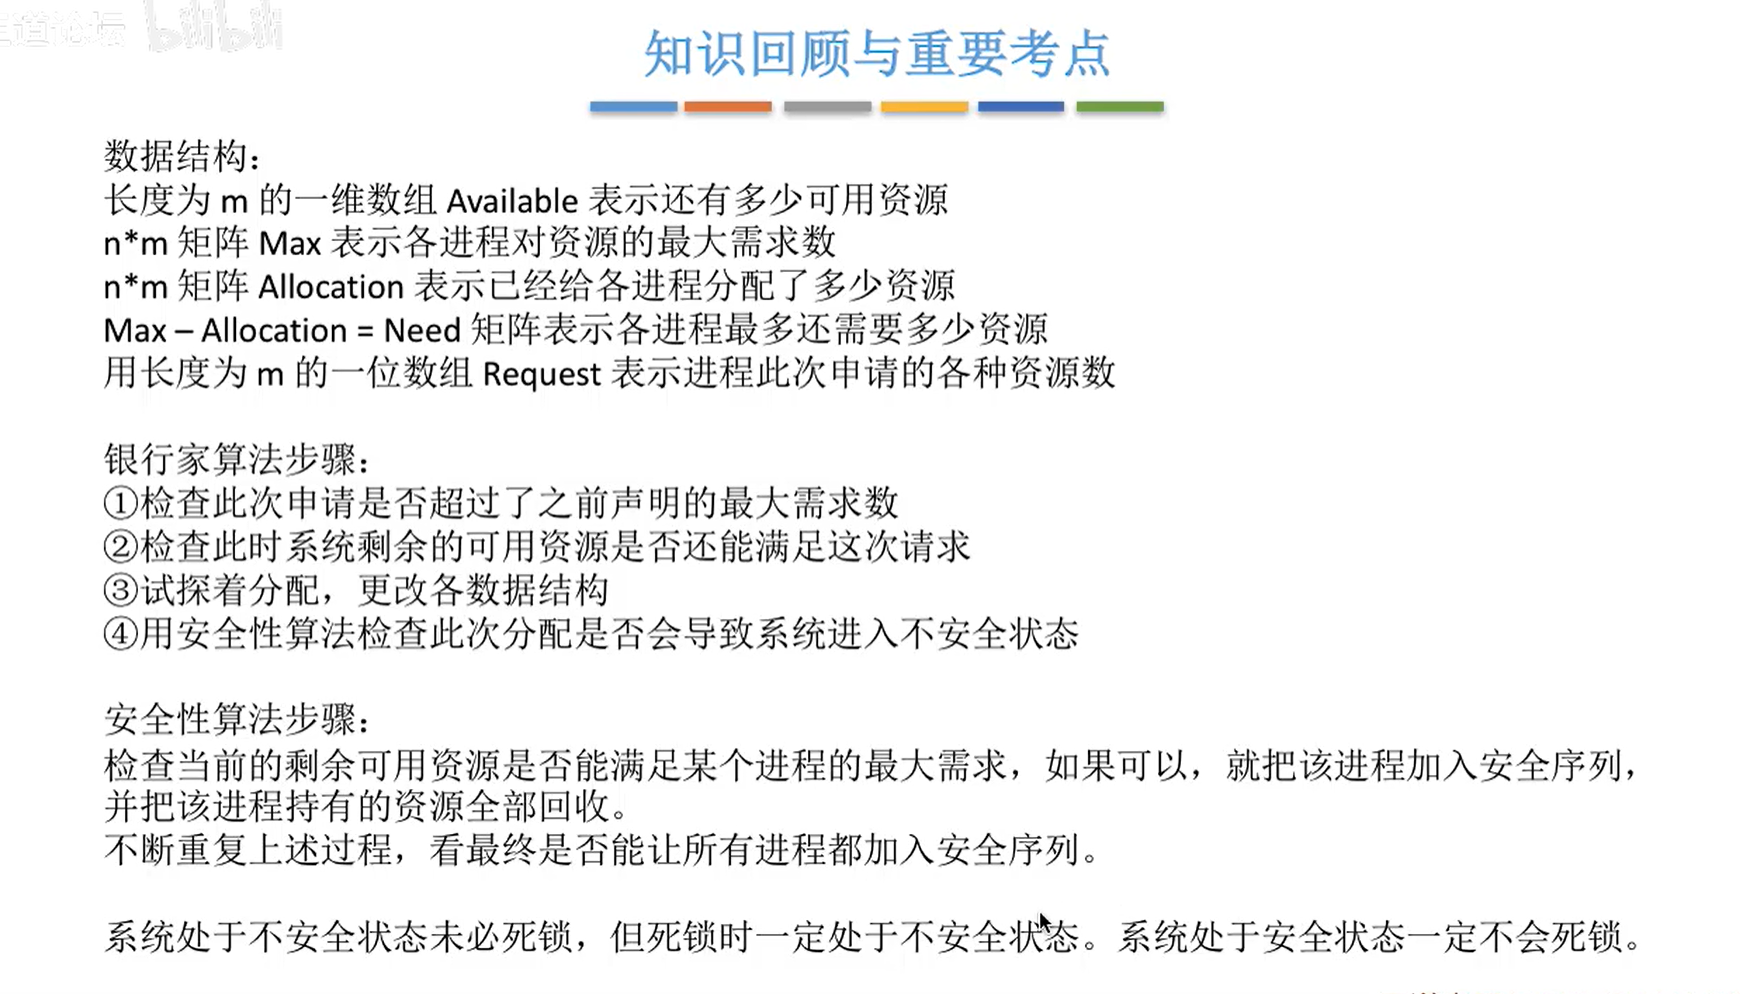 王道论坛 bilibili
知识回顾与重要考点
数据结构：
长度为 m 的一维数组 Available 表示还有多少可用资源
n*m 矩阵 Max 表示各进程对资源的最大需求数
n*m 矩阵 Allocation 表示已经给各进程分配了多少资源
Max – Allocation = Need 矩阵表示各进程最多还需要多少资源
用长度为 m 的一位数组 Request 表示进程此次申请的各种资源数
银行家算法步骤：
①检查此次申请是否超过了之前声明的最大需求数
②检查此时系统剩余的可用资源是否还能满足这次请求
③试探着分配，更改各数据结构
④用安全性算法检查此次分配是否会导致系统进入不安全状态
安全性算法步骤：
检查当前的剩余可用资源是否能满足某个进程的最大需求，如果可以，就把该进程加入安全序列，
并把该进程持有的资源全部回收。
不断重复上述过程，看最终是否能让所有进程都加入安全序列。
系统处于不安全状态未必死锁，但死锁时一定处于不安全状态。系统处于安全状态一定不会死锁。